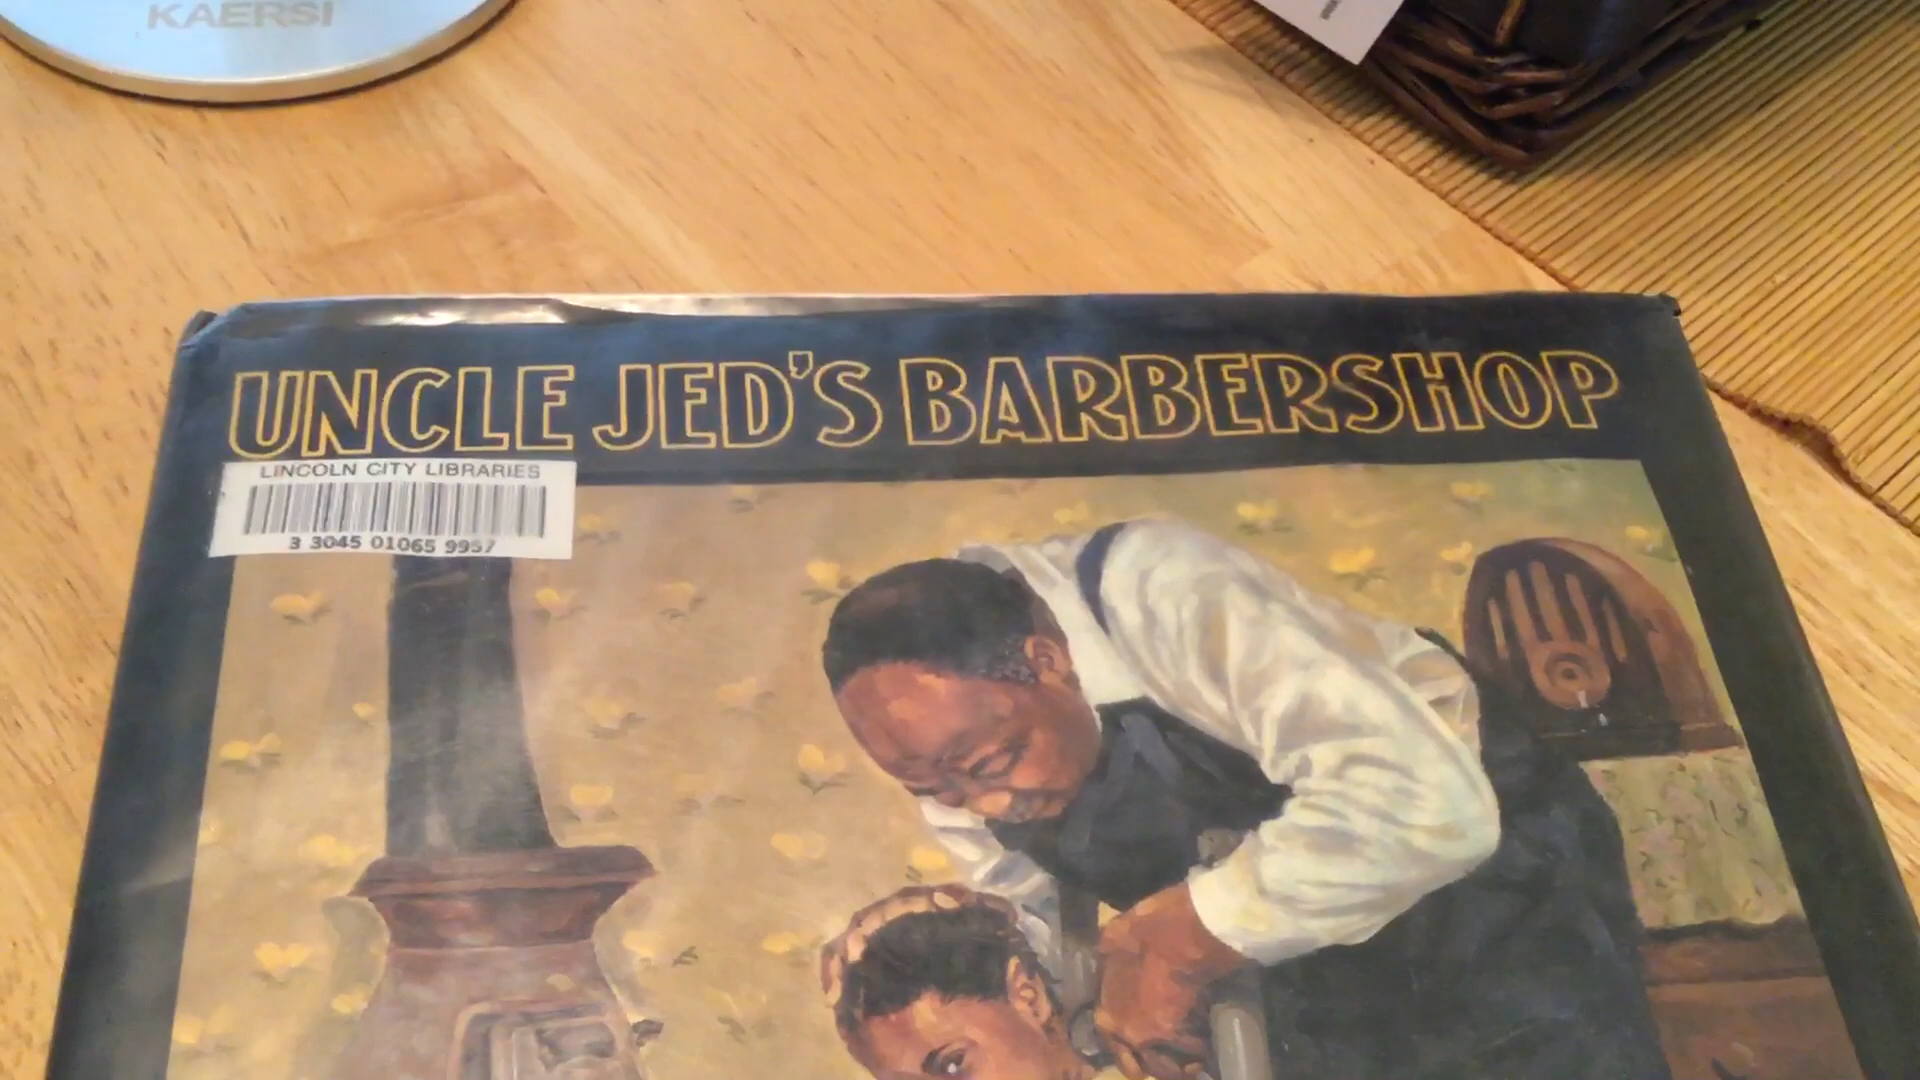 KAERSI
UNCLE JED'S BARBERSHOP
LINCOLN CITY LIBRARIES
3 3045 01065 9957